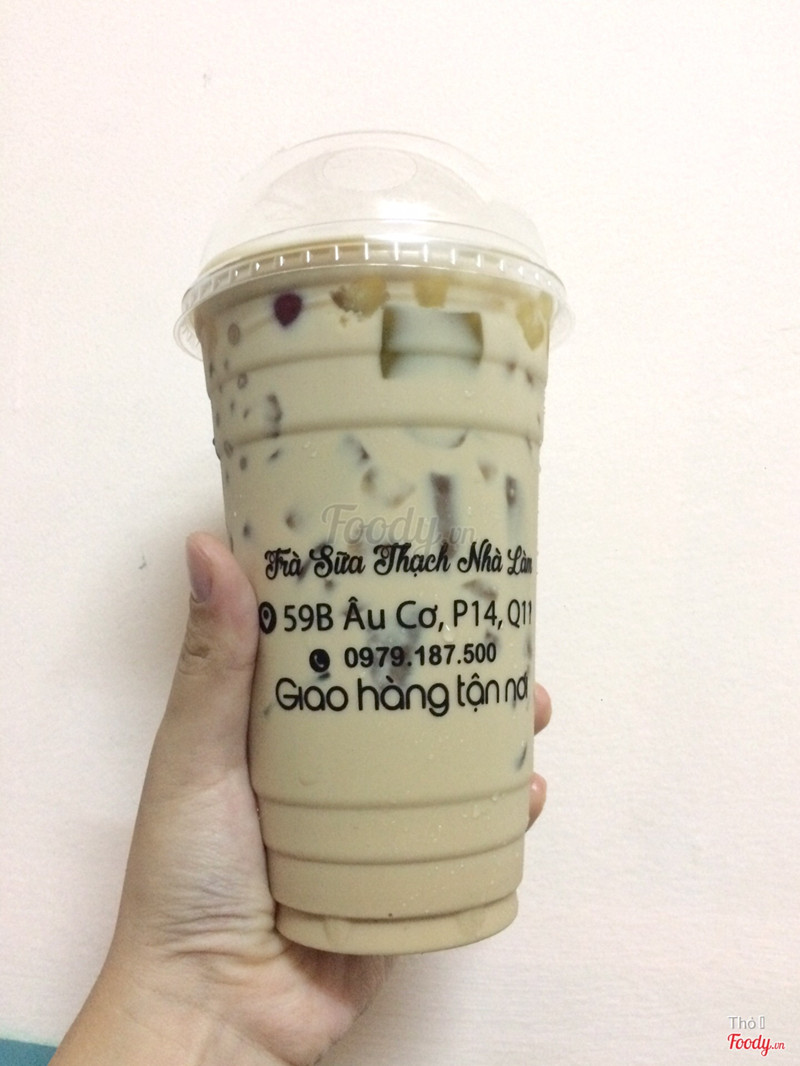 Foody.vn
Trà Sữa Thạch Nhà Làm
59B Âu Cơ, P14, Q11
0979.187.500
Giao hàng tận nơi
Thỏ
Foody.vn